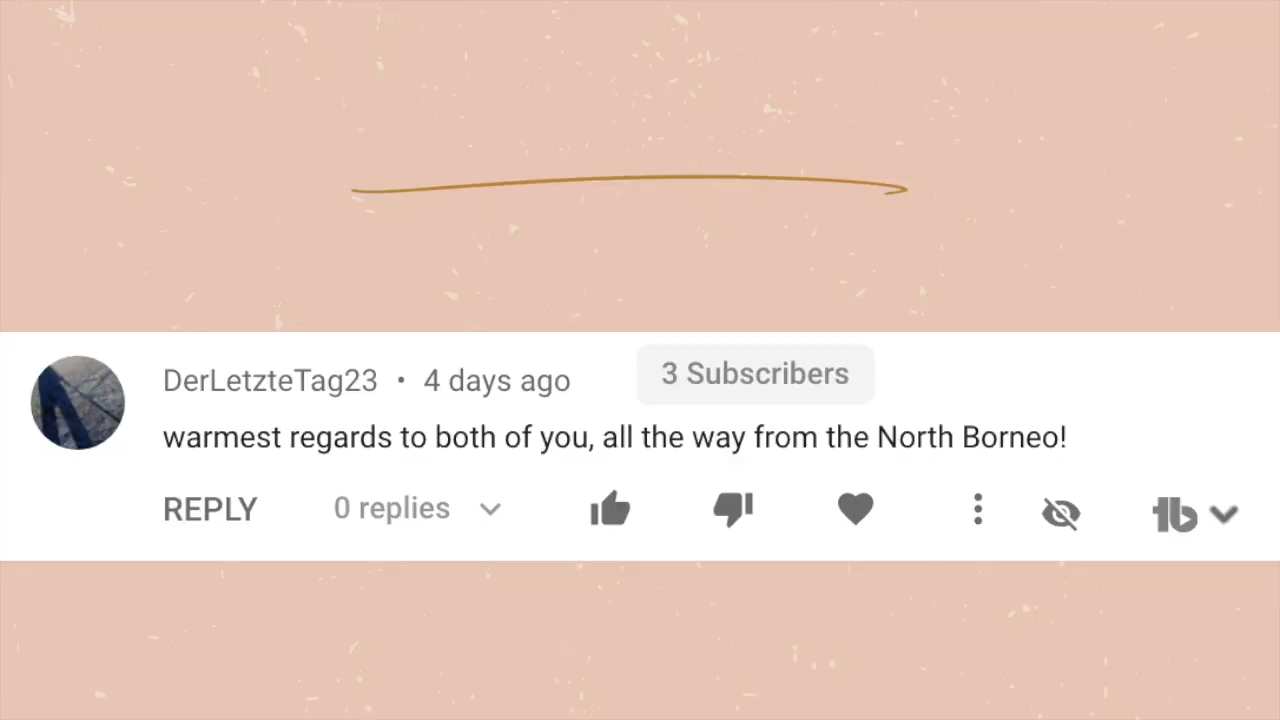 DerLetzteTag23 • 4 days ago 3 Subscribers
warmest regards to both of you, all the way from the North Borneo!
REPLY 0 replies
tb